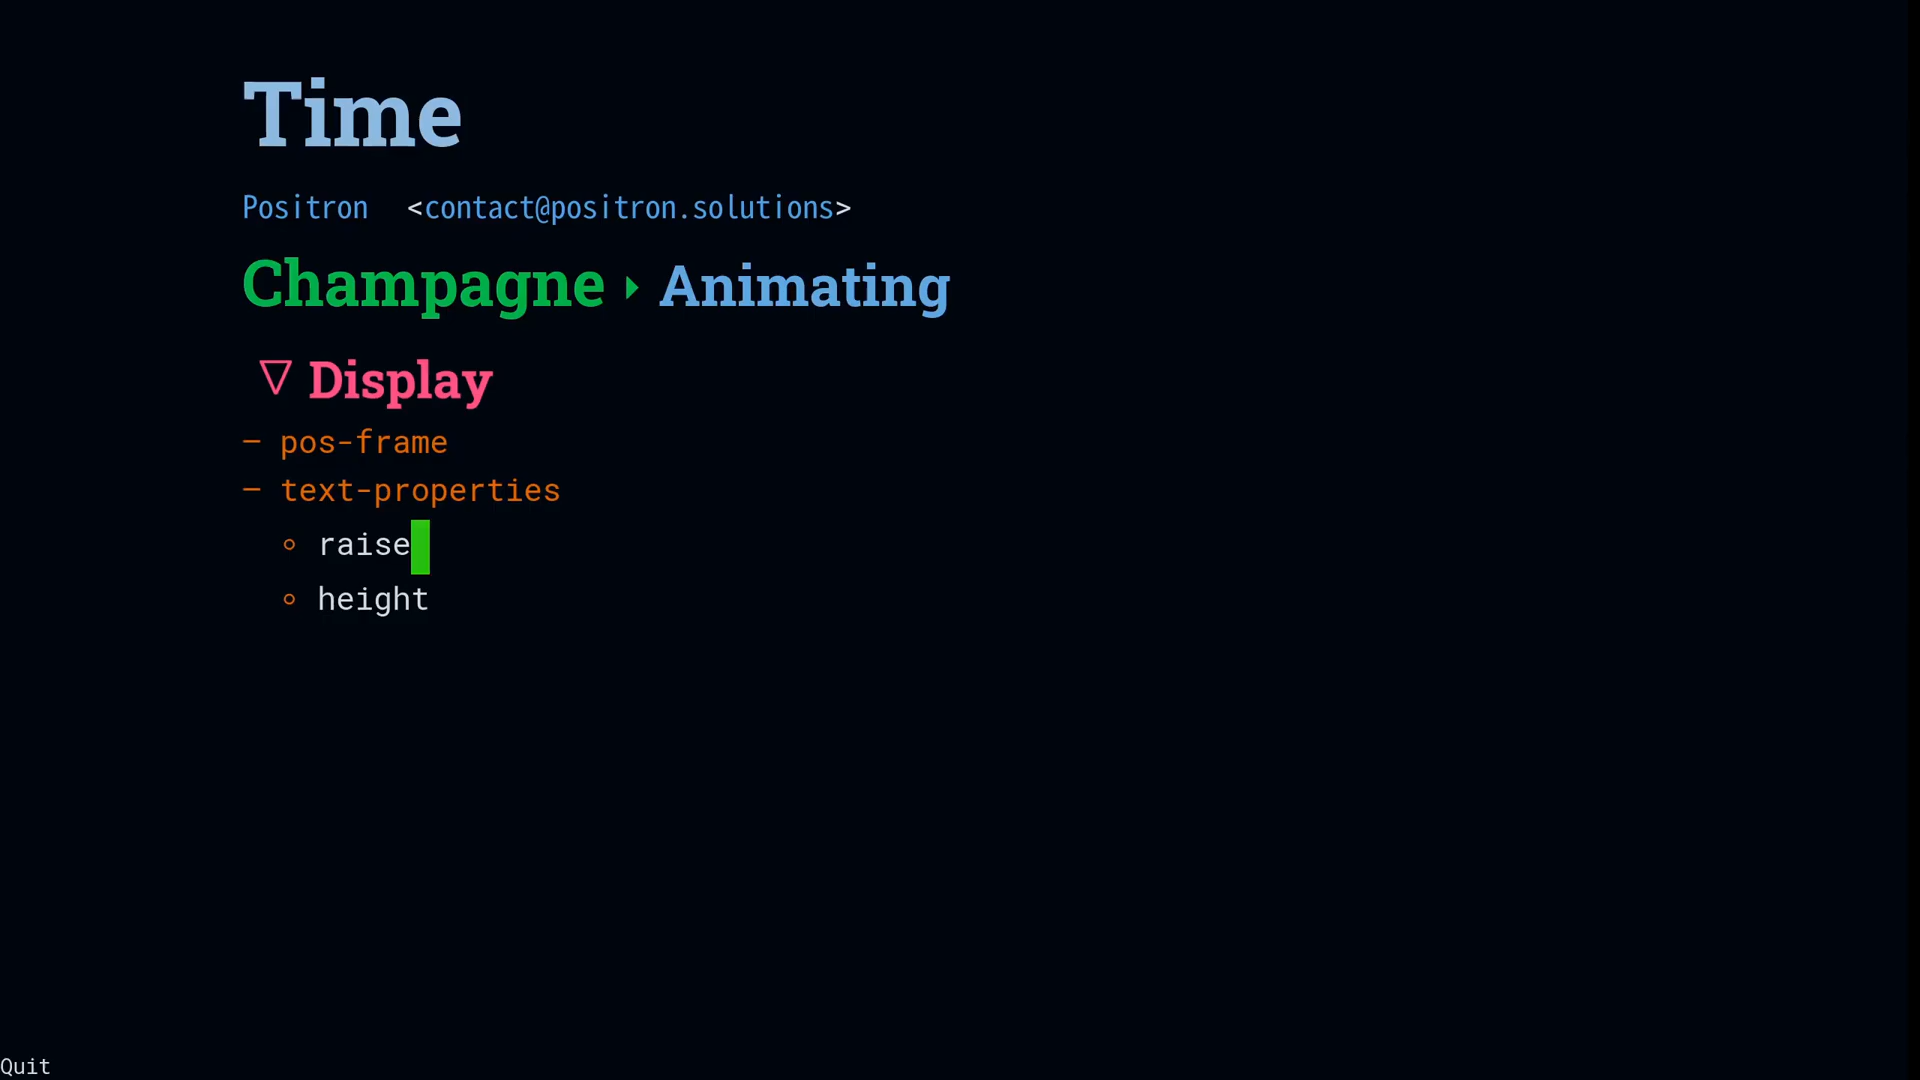 Time
Positron <contact@positron.solutions>
Champagne ▸ Animating
▽ Display
– pos-frame
– text-properties
◦ raise
◦ height
Quit